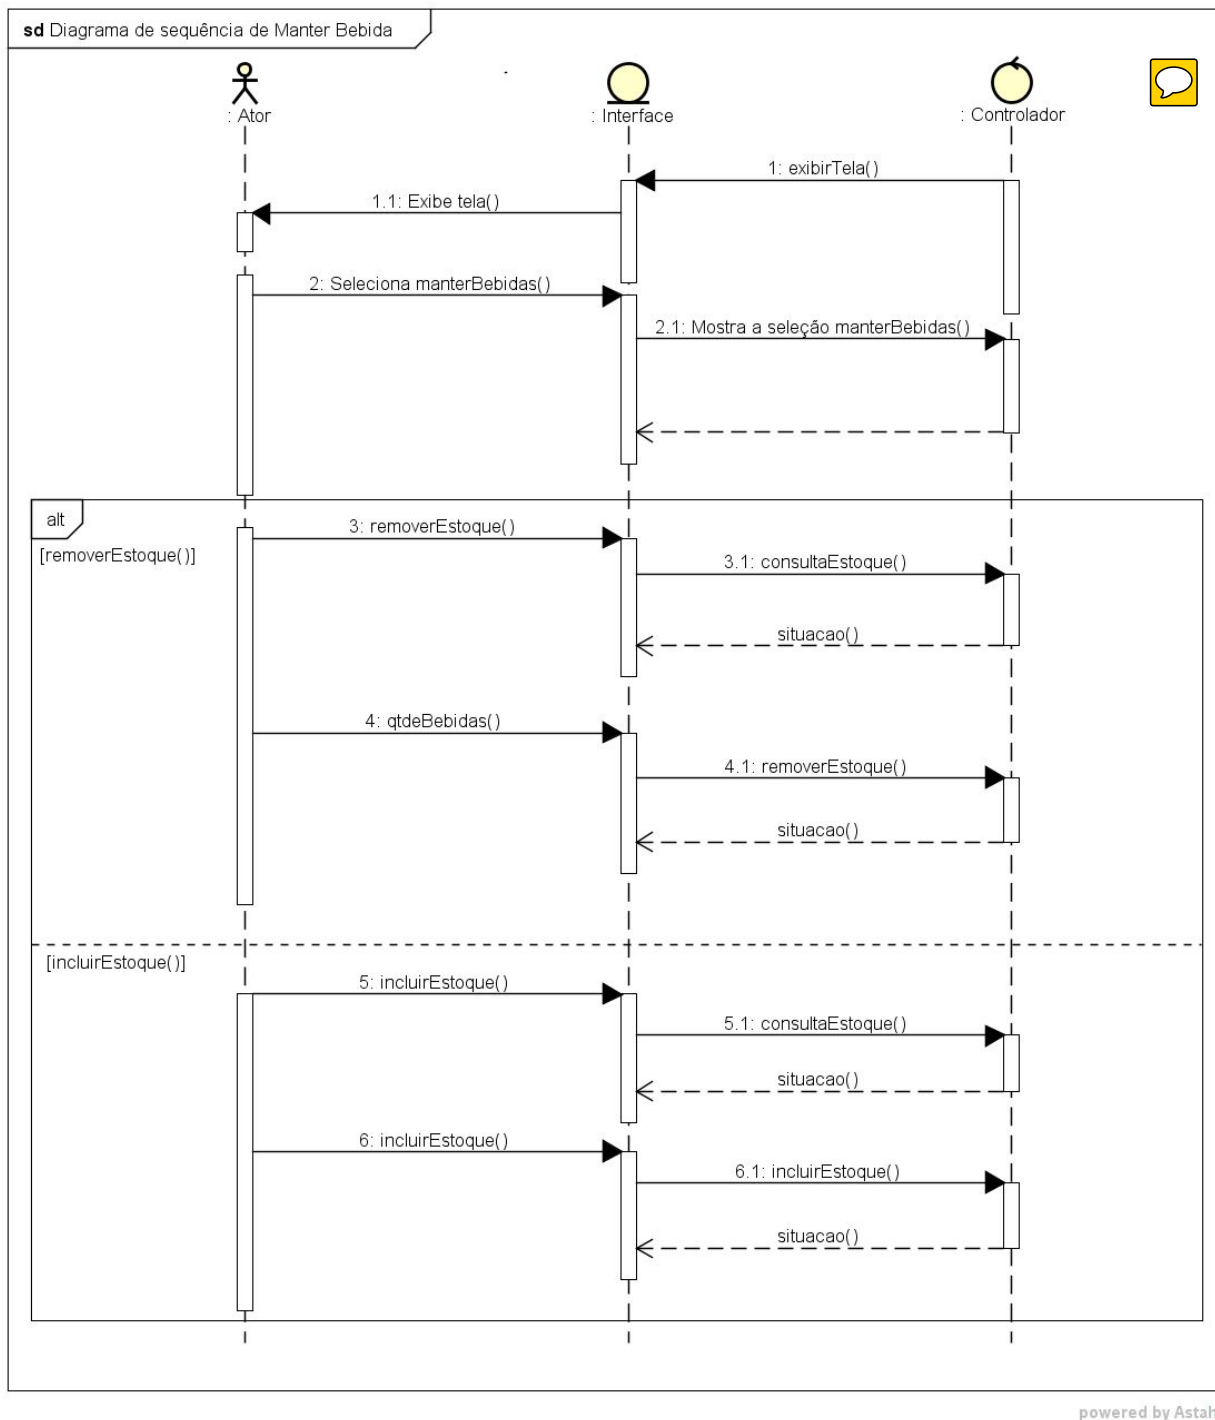 sd Diagrama de sequência de Manter Bebida
: Ator
: Interface
: Controlador
1: exibirTela()
1.1: Exibe tela()
2: Seleciona manterBebidas()
2.1: Mostra a seleção manterBebidas()
alt
[removerEstoque()]
3: removerEstoque()
3.1: consultaEstoque()
situacao()
4: qtdeBebidas()
4.1: removerEstoque()
situacao()
[incluirEstoque()]
5: incluirEstoque()
5.1: consultaEstoque()
situacao()
6: incluirEstoque()
6.1: incluirEstoque()
situacao()
powered by Astah